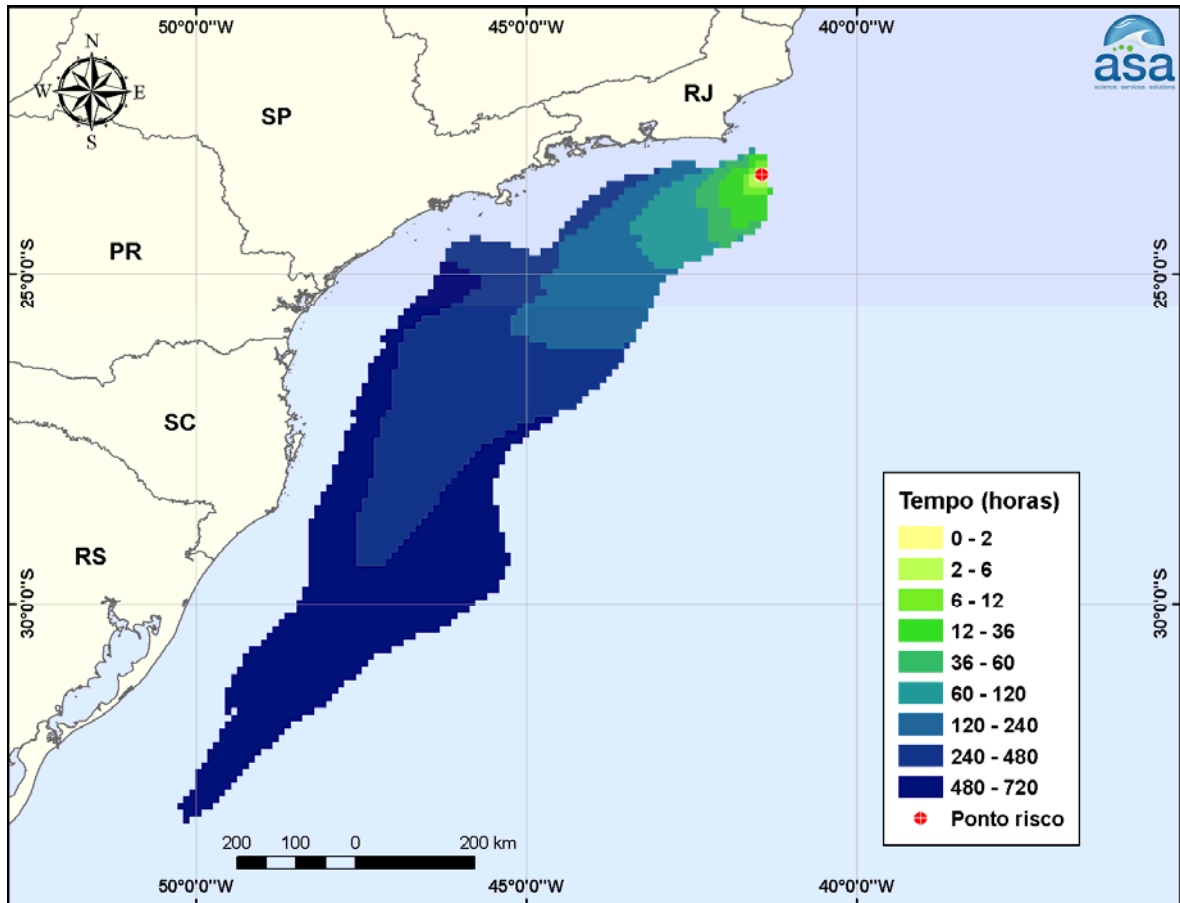 50°0'0"W 45°0'0"W 40°0'0"W
asa
science. services. solutions.
N
W E
S
SP
RJ
PR
25°0'0"S 25°0'0"S
SC
RS
30°0'0"S 30°0'0"S
Tempo (horas)
0 - 2
2 - 6
6 - 12
12 - 36
36 - 60
60 - 120
120 - 240
240 - 480
480 - 720
Ponto risco
200 100 0 200 km
50°0'0"W 45°0'0"W 40°0'0"W